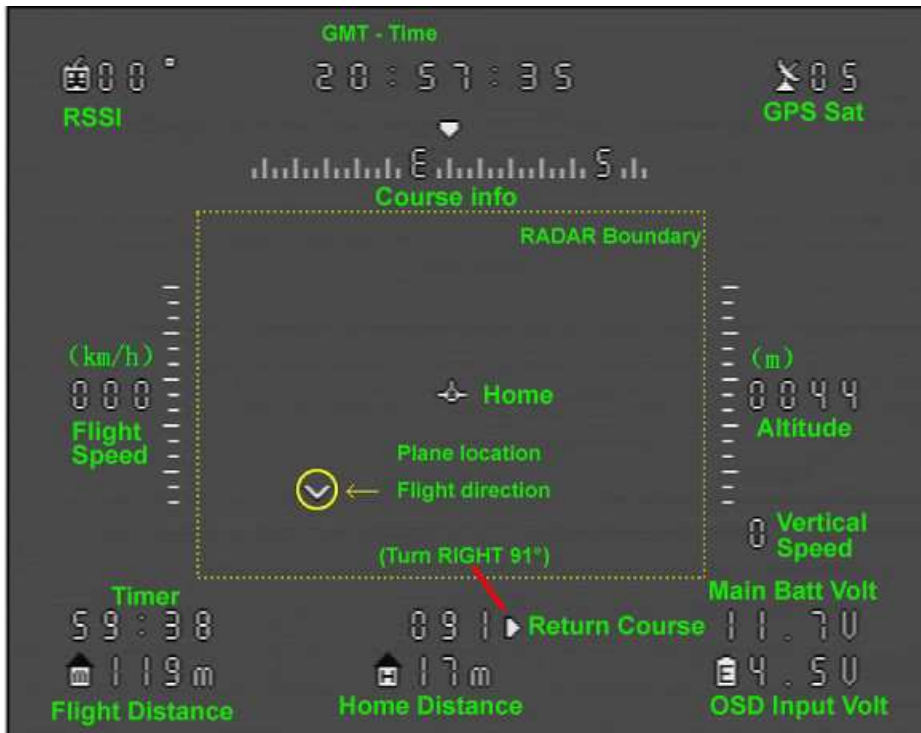 GMT - Time
00
20:57:35
05
RSSI
GPS Sat
E S
Course info
RADAR Boundary
(km/h)
(m)
000
Home
0044
Flight
Speed
Altitude
Plane location
← Flight direction
0
Vertical
Speed
(Turn RIGHT 91°)
Timer
Main Batt Volt
59:38
091
Return Course
11.7V
m 119m
H 17m
E 4.5V
Flight Distance
Home Distance
OSD Input Volt